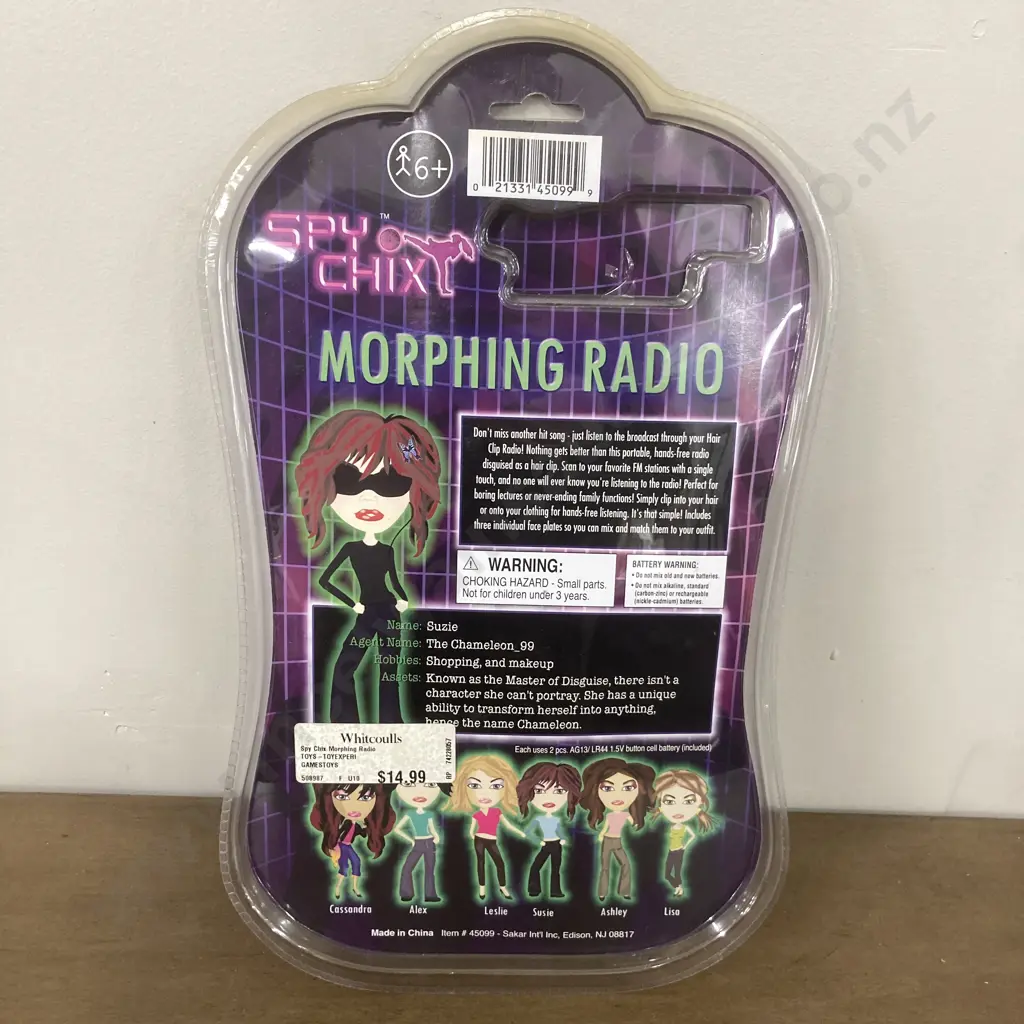 6+
0 21331 45099 9
SPY™
CHIX
MORPHING RADIO
Don't miss another hit song - just listen to the broadcast through your Hair
Clip Radio! Nothing gets better than this portable, hands-free radio
disguised as a hair clip. Scan to your favorite FM stations with a single
touch, and no one will ever know you're listening to the radio! Perfect for
boring lectures or never-ending family functions! Simply clip into your hair
or onto your clothing for hands-free listening. It's that simple! Includes
three individual face plates so you can mix and match them to your outfit.
WARNING:
CHOKING HAZARD - Small parts.
Not for children under 3 years.
BATTERY WARNING:
• Do not mix old and new batteries.
• Do not mix alkaline, standard
(carbon-zinc) or rechargeable
(nickle-cadmium) batteries.
Name: Suzie
Agent Name: The Chameleon_99
Hobbies: Shopping, and makeup
Assets: Known as the Master of Disguise, there isn't a
character she can't portray. She has a unique
ability to transform herself into anything,
hence the name Chameleon.
Whitcoulls
Spy Chix Morphing Radio
TOYS - TOYEXPERI
GAMESTOYS
508987 F U10 $14.99
RP 74228057
Each uses 2 pcs. AG13/ LR44 1.5V button cell battery (included)
Cassandra Alex Leslie Susie Ashley Lisa
Made in China Item # 45099 - Sakar Int'l Inc, Edison, NJ 08817